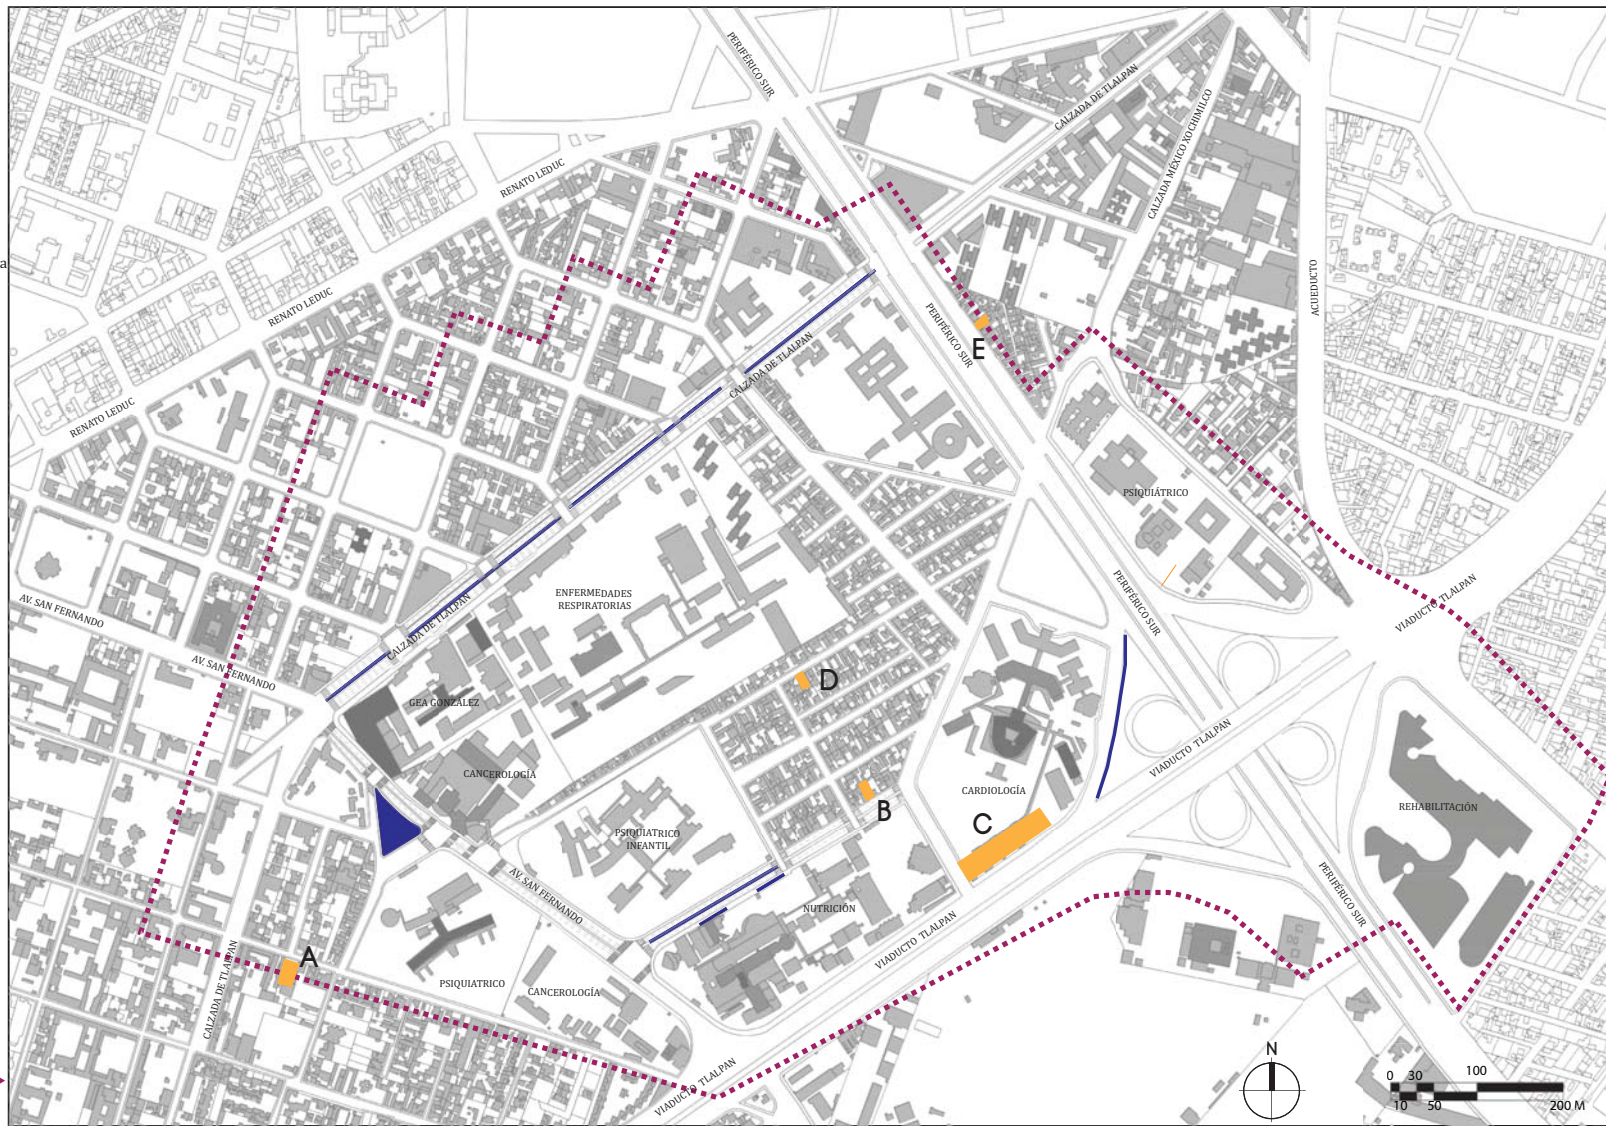 PERIFÉRICO SUR
CALZADA DE TLALPAN
CALZADA MÉXICO XOCHIMILCO
RENATO LEDUC
a
RENATO LEDUC
ACUEDUCTO
PERIFÉRICO SUR
E
CALZADA DE TLALPAN
RENATO LEDUC
PSIQUIÁTRICO
ENFERMEDADES
RESPIRATORIAS
PERIFÉRICO SUR
VIADUCTO TLALPAN
AV. SAN FERNANDO
CALZADA DE TLALPAN
AV. SAN FERNANDO
D
GEA GONZÁLEZ
VIADUCTO TLALPAN
CANCEROLOGÍA
CARDIOLOGÍA
B
C
REHABILITACIÓN
PSIQUIATRICO
INFANTIL
AV. SAN FERNANDO
NUTRICIÓN
PERIFÉRICO SUR
VIADUCTO TLALPAN
A
CALZADA DE TLALPAN
PSIQUIATRICO
CANCEROLOGÍA
VIADUCTO TLALPAN
N
0 30 100
10 50 200 M